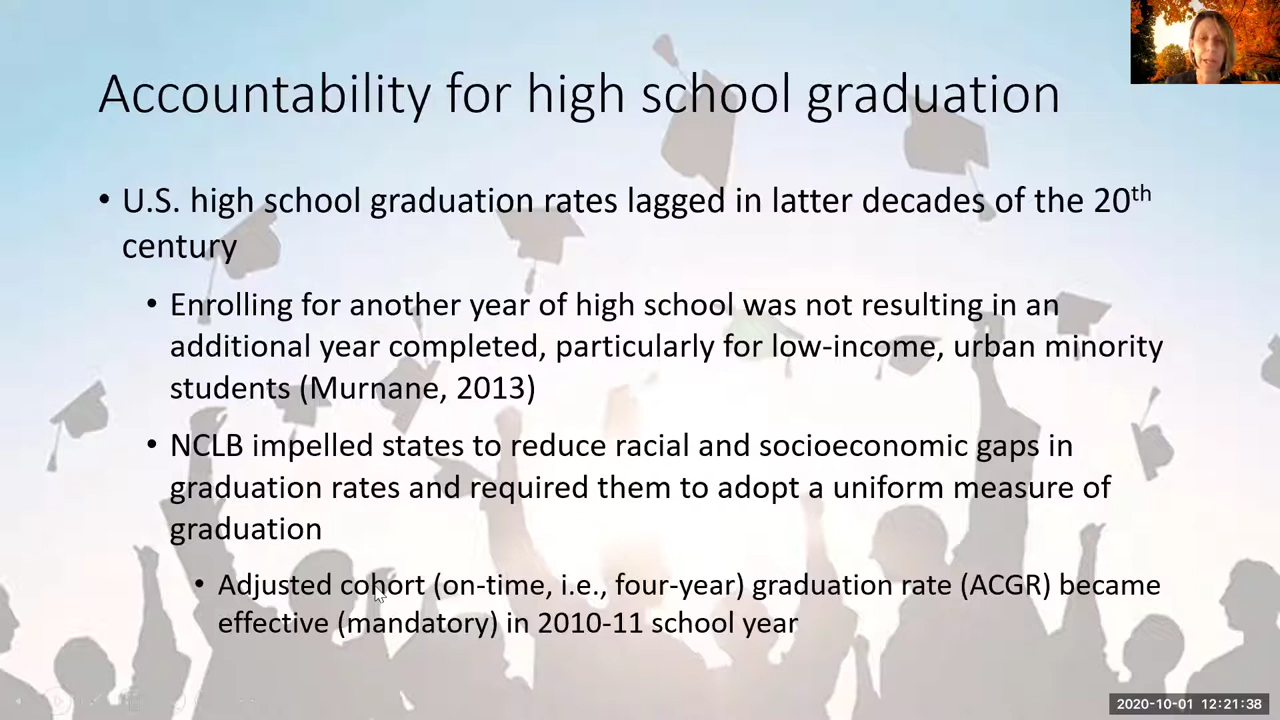 Accountability for high school graduation
• U.S. high school graduation rates lagged in latter decades of the 20th
century
• Enrolling for another year of high school was not resulting in an
additional year completed, particularly for low-income, urban minority
students (Murnane, 2013)
• NCLB impelled states to reduce racial and socioeconomic gaps in
graduation rates and required them to adopt a uniform measure of
graduation
• Adjusted cohort (on-time, i.e., four-year) graduation rate (ACGR) became
effective (mandatory) in 2010-11 school year
2020-10-01 12:21:38